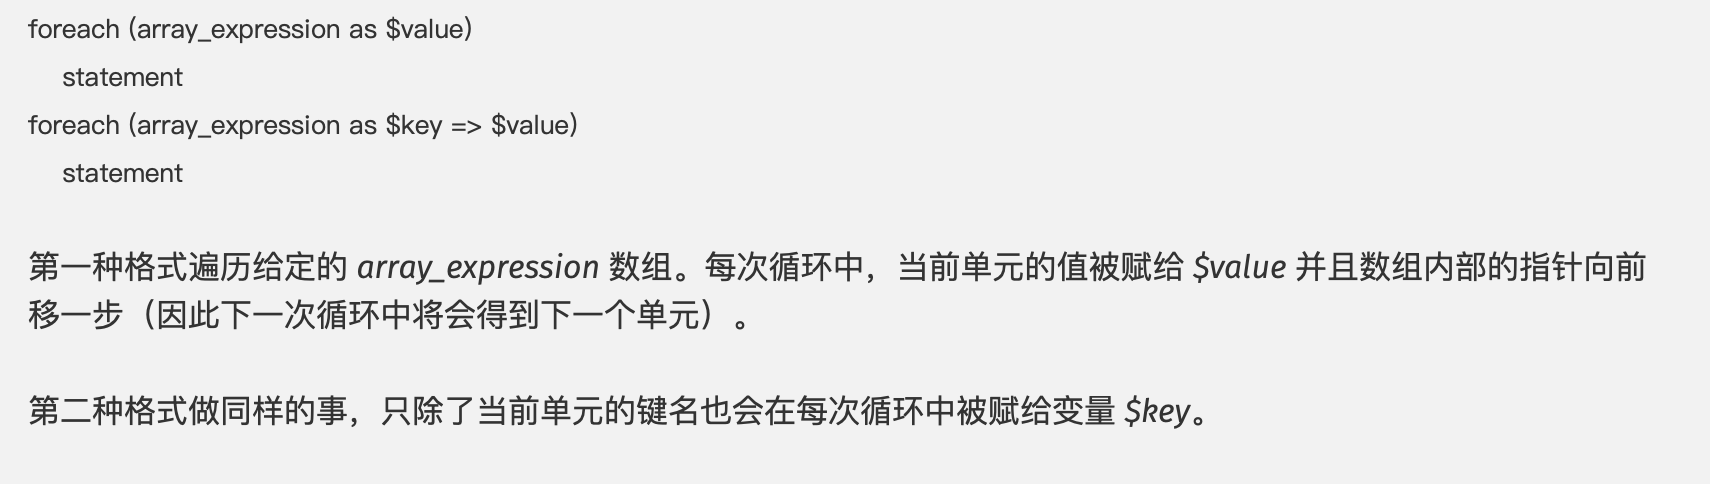 foreach (array_expression as $value)
statement
foreach (array_expression as $key => $value)
statement
第一种格式遍历给定的 array_expression 数组。每次循环中，当前单元的值被赋给 $value 并且数组内部的指针向前
移一步（因此下一次循环中将会得到下一个单元）。
第二种格式做同样的事，只除了当前单元的键名也会在每次循环中被赋给变量 $key。